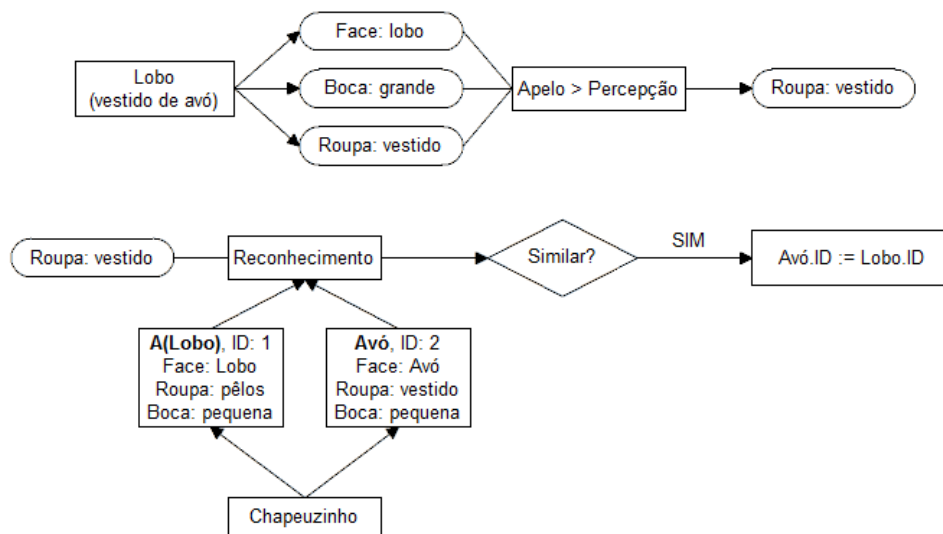 Face: lobo
Lobo
(vestido de avó)
Boca: grande
Apelo > Percepção
Roupa: vestido
Roupa: vestido
Roupa: vestido
Reconhecimento
Similar?
SIM
Avó.ID := Lobo.ID
A(Lobo), ID: 1
Face: Lobo
Roupa: pêlos
Boca: pequena
Avó, ID: 2
Face: Avó
Roupa: vestido
Boca: pequena
Chapeuzinho